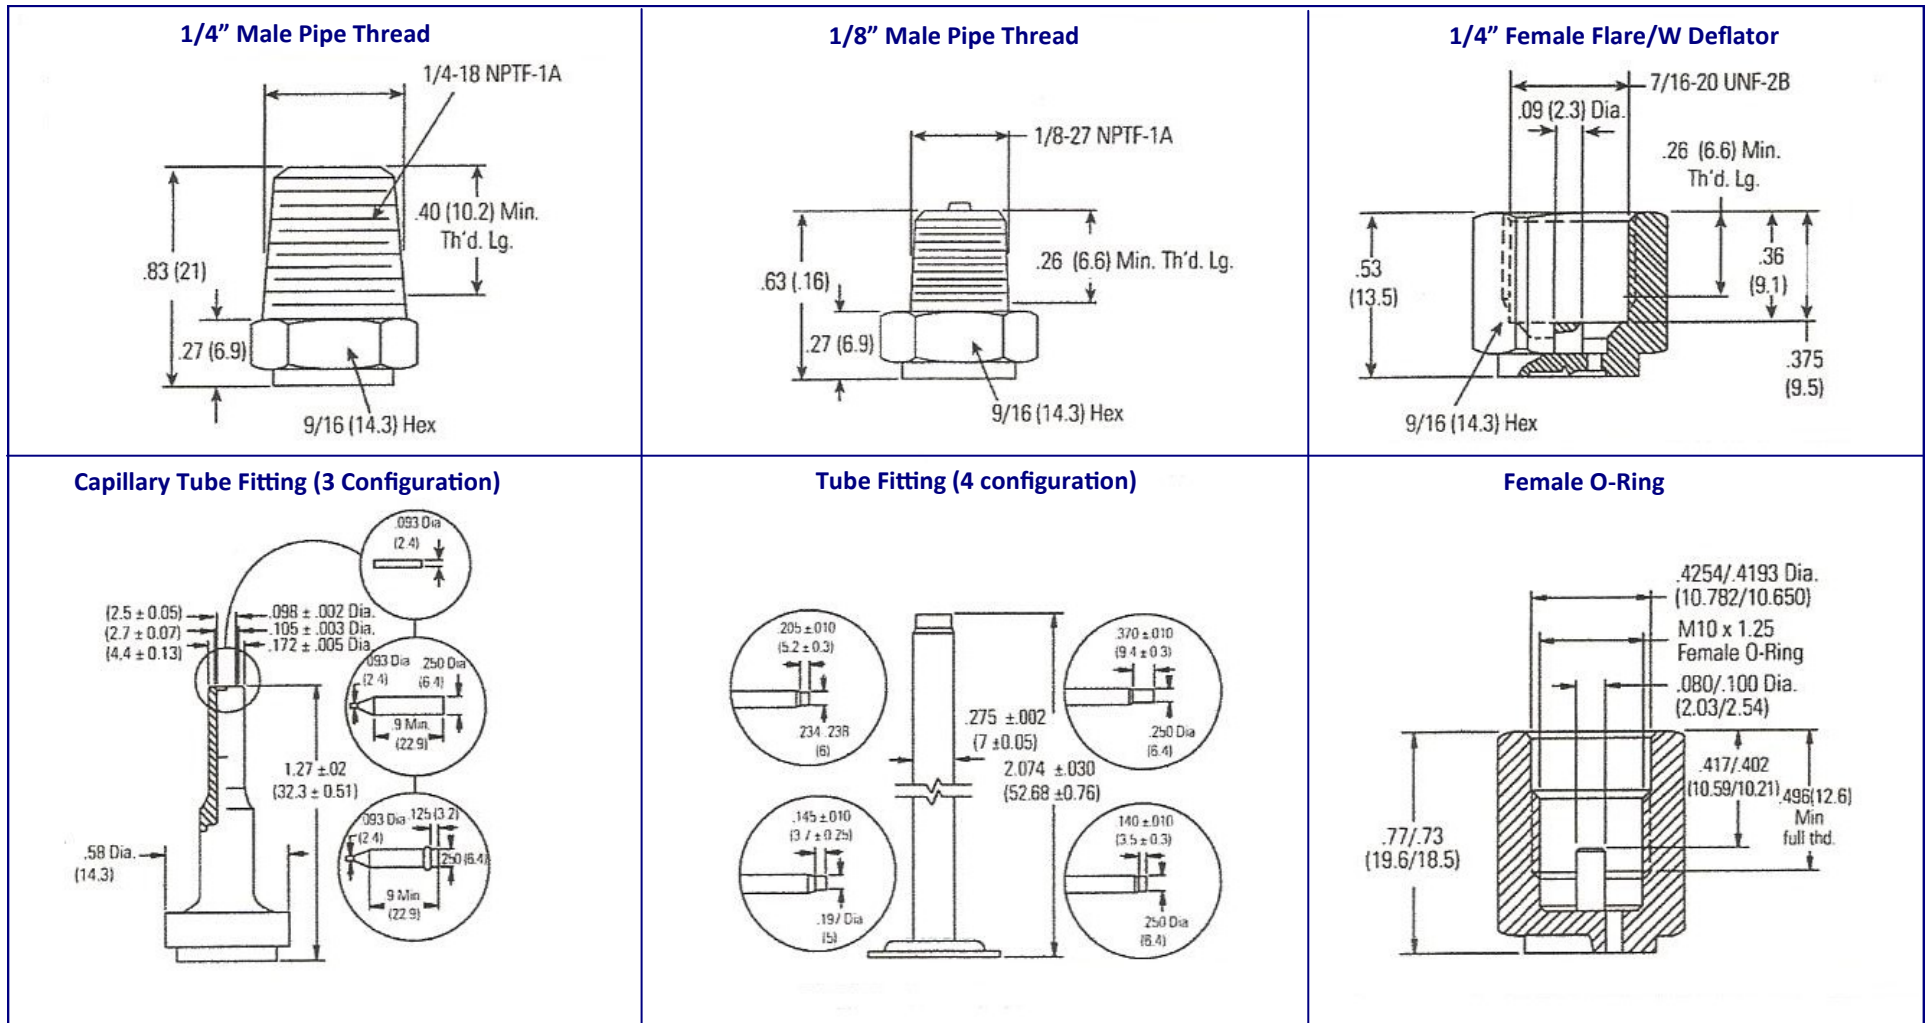 1/4” Male Pipe Thread
1/4-18 NPTF-1A
.40 (10.2) Min.
Th'd. Lg.
.83 (21)
.27 (6.9)
9/16 (14.3) Hex
1/8” Male Pipe Thread
1/8-27 NPTF-1A
.26 (6.6) Min. Th'd. Lg.
.63 (.16)
.27 (6.9)
9/16 (14.3) Hex
1/4” Female Flare/W Deflator
7/16-20 UNF-2B
.09 (2.3) Dia.
.26 (6.6) Min.
Th'd. Lg.
.53
(13.5)
.36
(9.1)
.375
(9.5)
9/16 (14.3) Hex
Capillary Tube Fitting (3 Configuration)
.093 Dia
(2.4)
(2.5 ± 0.05)
.098 ± .002 Dia.
(2.7 ± 0.07)
.105 ± .003 Dia.
(4.4 ± 0.13)
.172 ± .005 Dia.
.093 Dia
(2.4)
.250 Dia
(6.4)
.9 Min.
(22.9)
1.27 ±.02
(32.3 ± 0.51)
.093 Dia
(2.4)
.125 (3.2)
.250 (6.4)
.9 Min
(22.9)
.58 Dia.
(14.3)
Tube Fitting (4 configuration)
.205 ±.010
(5.2 ± 0.3)
.234 .238
(6)
.370 ±.010
(9.4 ± 0.3)
.250 Dia
(6.4)
.275 ±.002
(7 ±0.05)
2.074 ±.030
(52.68 ±0.76)
.145 ±.010
(3.7 ± 0.25)
.197 Dia
(5)
.140 ±.010
(3.5 ± 0.3)
.250 Dia
(6.4)
Female O-Ring
.4254/.4193 Dia.
(10.782/10.650)
M10 x 1.25
Female O-Ring
.080/.100 Dia.
(2.03/2.54)
.417/.402
(10.59/10.21)
.496(12.6)
Min
full thd.
.77/.73
(19.6/18.5)